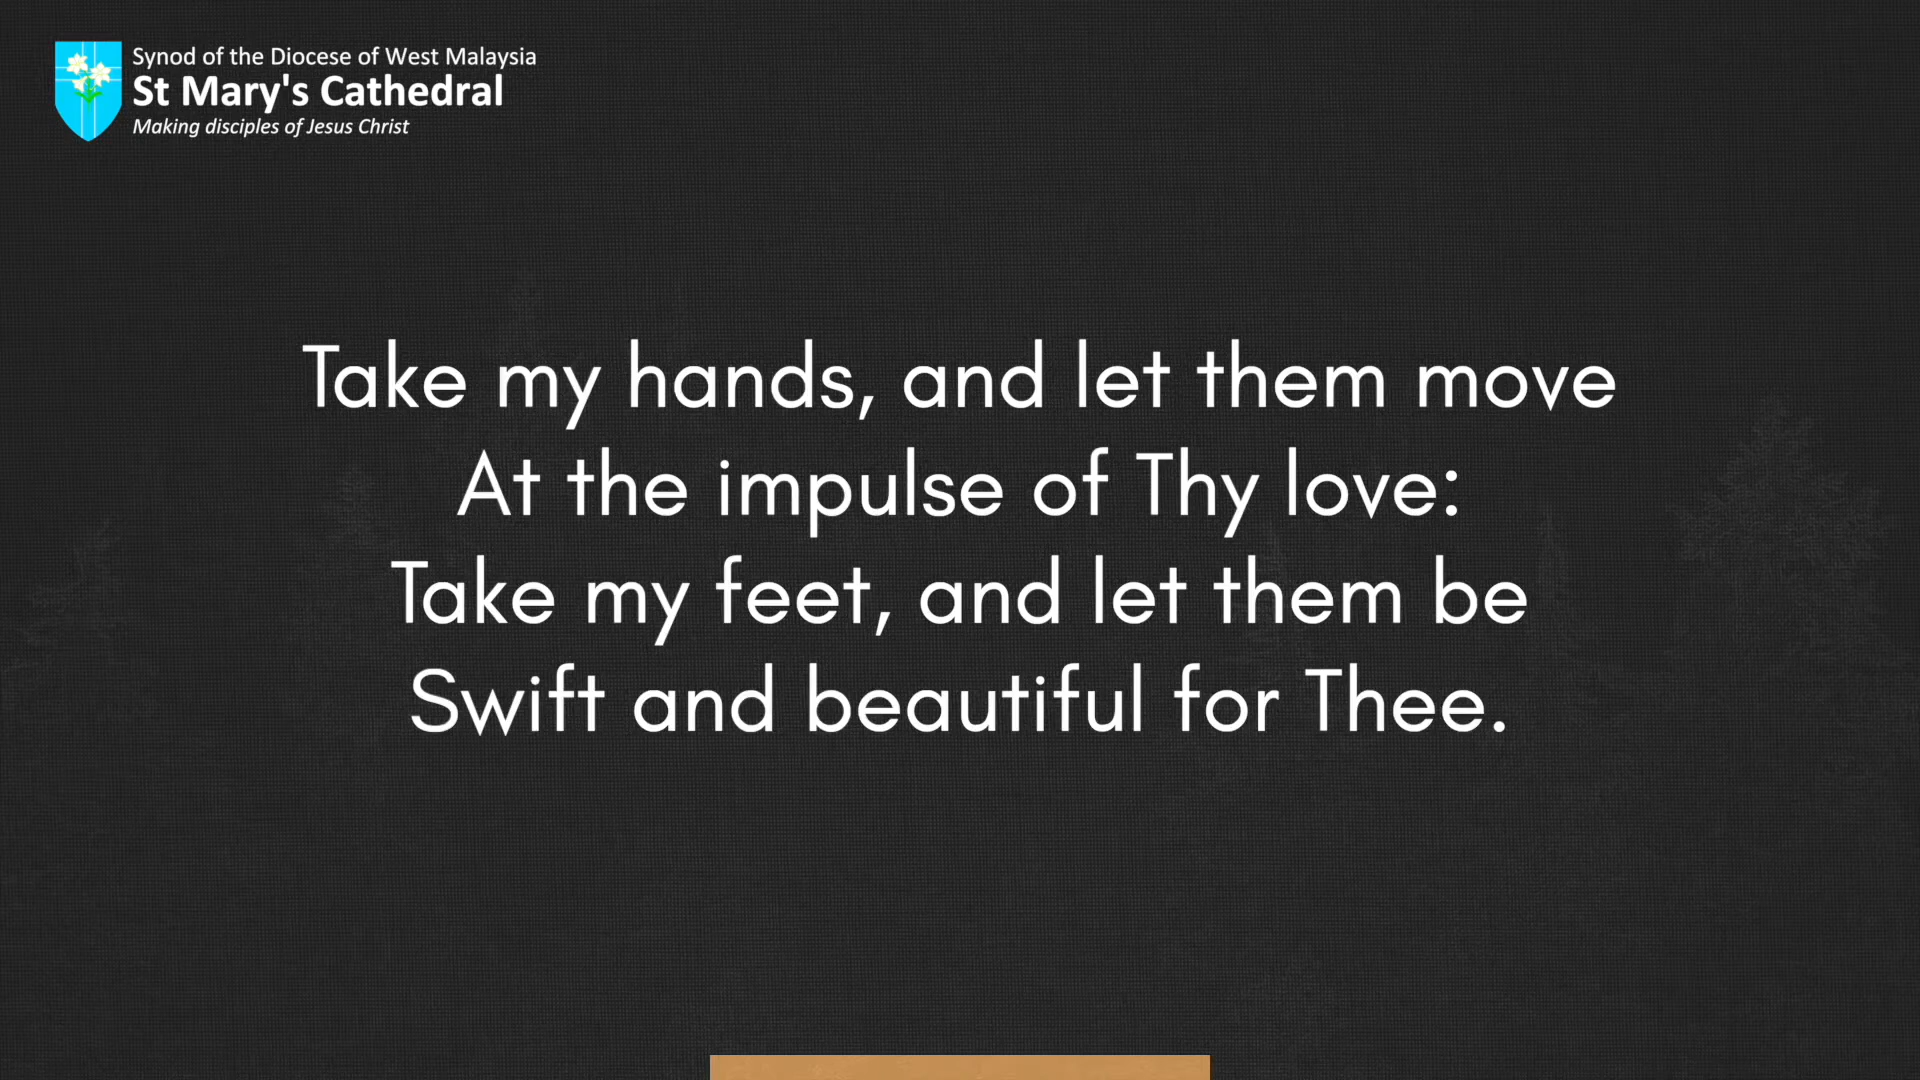 Synod of the Diocese of West Malaysia
St Mary's Cathedral
Making disciples of Jesus Christ
Take my hands, and let them move
At the impulse of Thy love:
Take my feet, and let them be
Swift and beautiful for Thee.